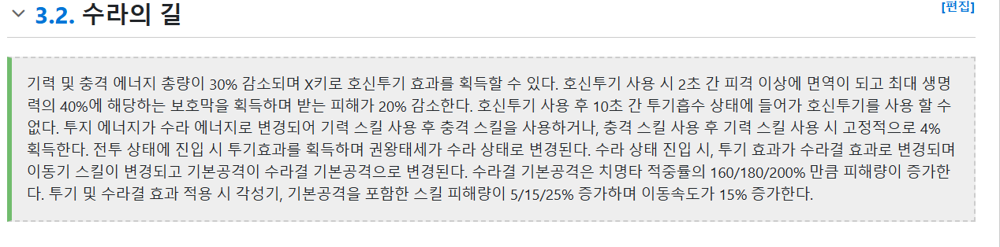 3.2. 수라의 길
[편집]
기력 및 충격 에너지 총량이 30% 감소되며 X키로 호신투기 효과를 획득할 수 있다. 호신투기 사용 시 2초 간 피격 이상에 면역이 되고 최대 생명
력의 40%에 해당하는 보호막을 획득하며 받는 피해가 20% 감소한다. 호신투기 사용 후 10초 간 투기흡수 상태에 들어가 호신투기를 사용 할 수
없다. 투지 에너지가 수라 에너지로 변경되어 기력 스킬 사용 후 충격 스킬을 사용하거나, 충격 스킬 사용 후 기력 스킬 사용 시 고정적으로 4%
획득한다. 전투 상태에 진입 시 투기효과를 획득하며 권왕태세가 수라 상태로 변경된다. 수라 상태 진입 시, 투기 효과가 수라결 효과로 변경되며
이동기 스킬이 변경되고 기본공격이 수라결 기본공격으로 변경된다. 수라결 기본공격은 치명타 적중률의 160/180/200% 만큼 피해량이 증가한
다. 투기 및 수라결 효과 적용 시 각성기, 기본공격을 포함한 스킬 피해량이 5/15/25% 증가하며 이동속도가 15% 증가한다.